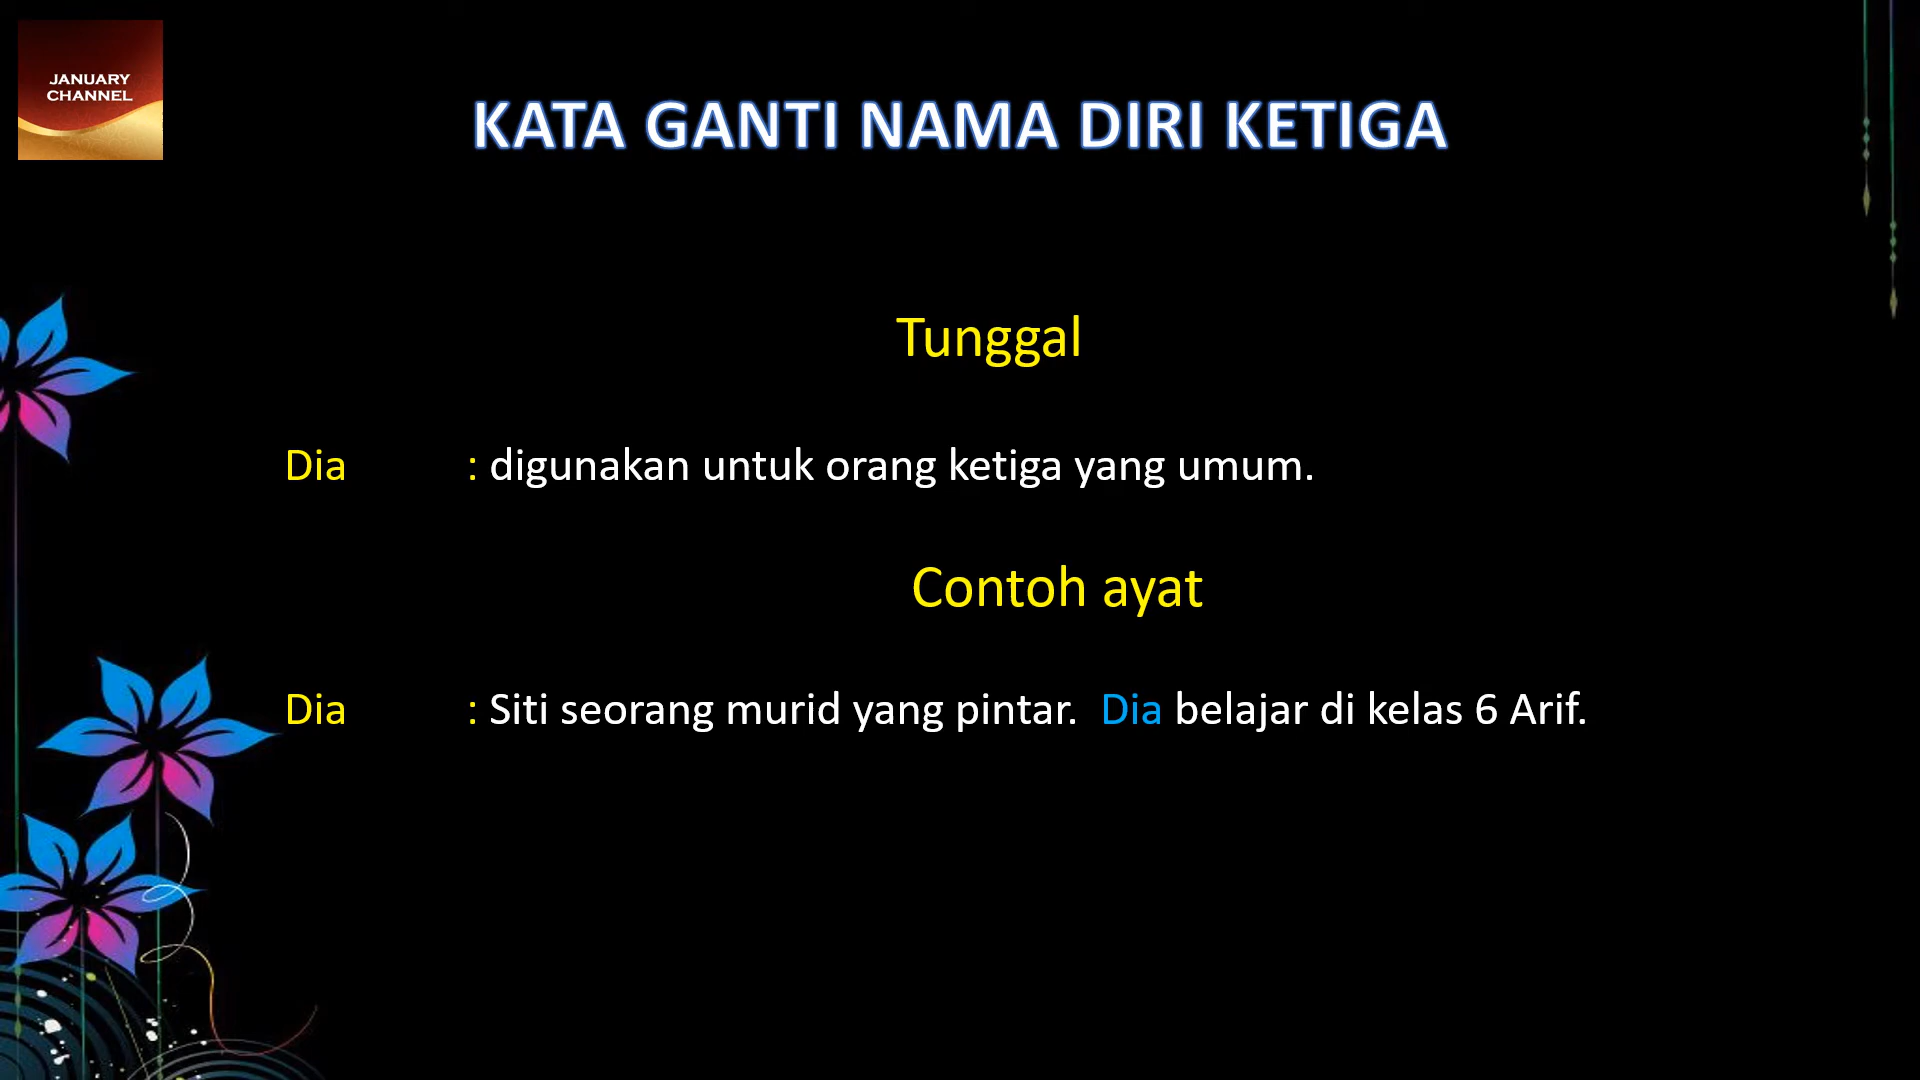 JANUARY
CHANNEL
KATA GANTI NAMA DIRI KETIGA
Tunggal
Dia : digunakan untuk orang ketiga yang umum.
Contoh ayat
Dia : Siti seorang murid yang pintar. Dia belajar di kelas 6 Arif.